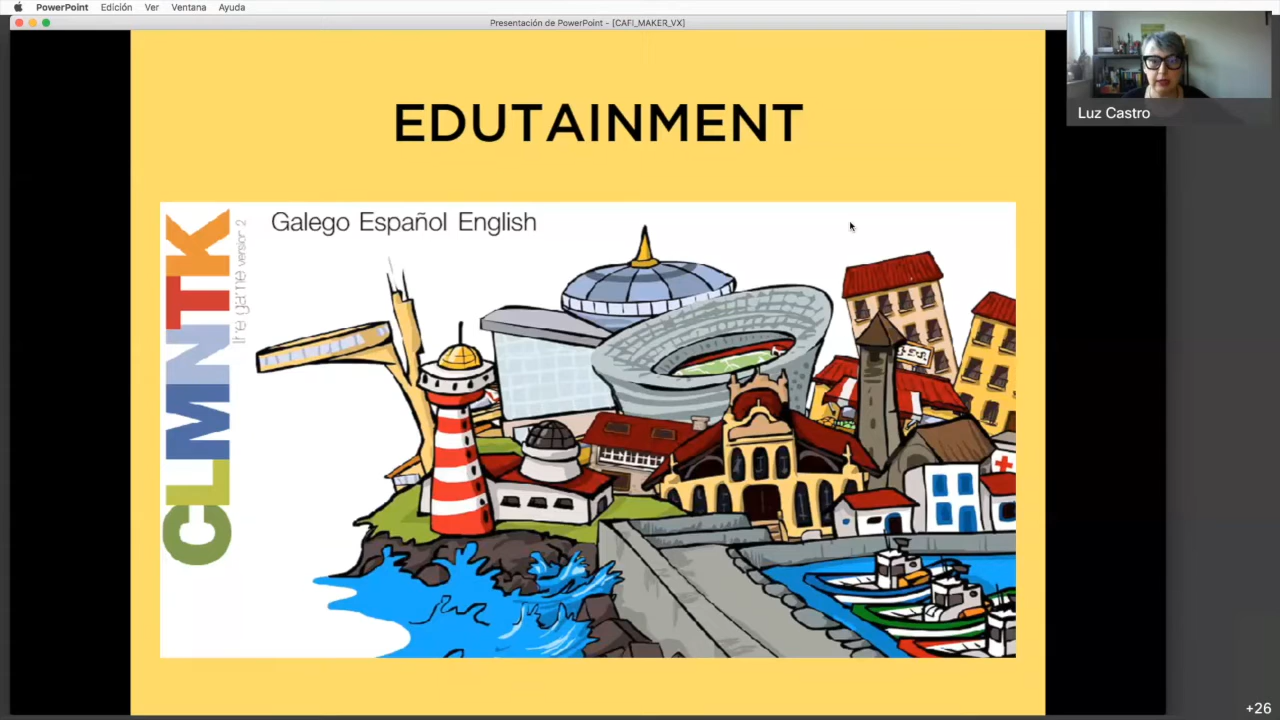 PowerPoint Edición Ver Ventana Ayuda
Presentación de PowerPoint - [CAFI_MAKER_VX]
Luz Castro
EDUTAINMENT
Galego Español English
CLMNTK
the game version 2
+26